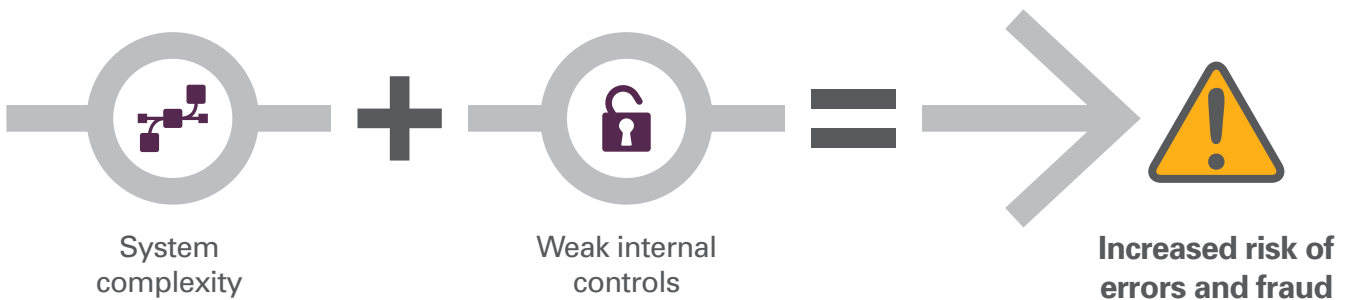 System
complexity
Weak internal
controls
Increased risk of
errors and fraud